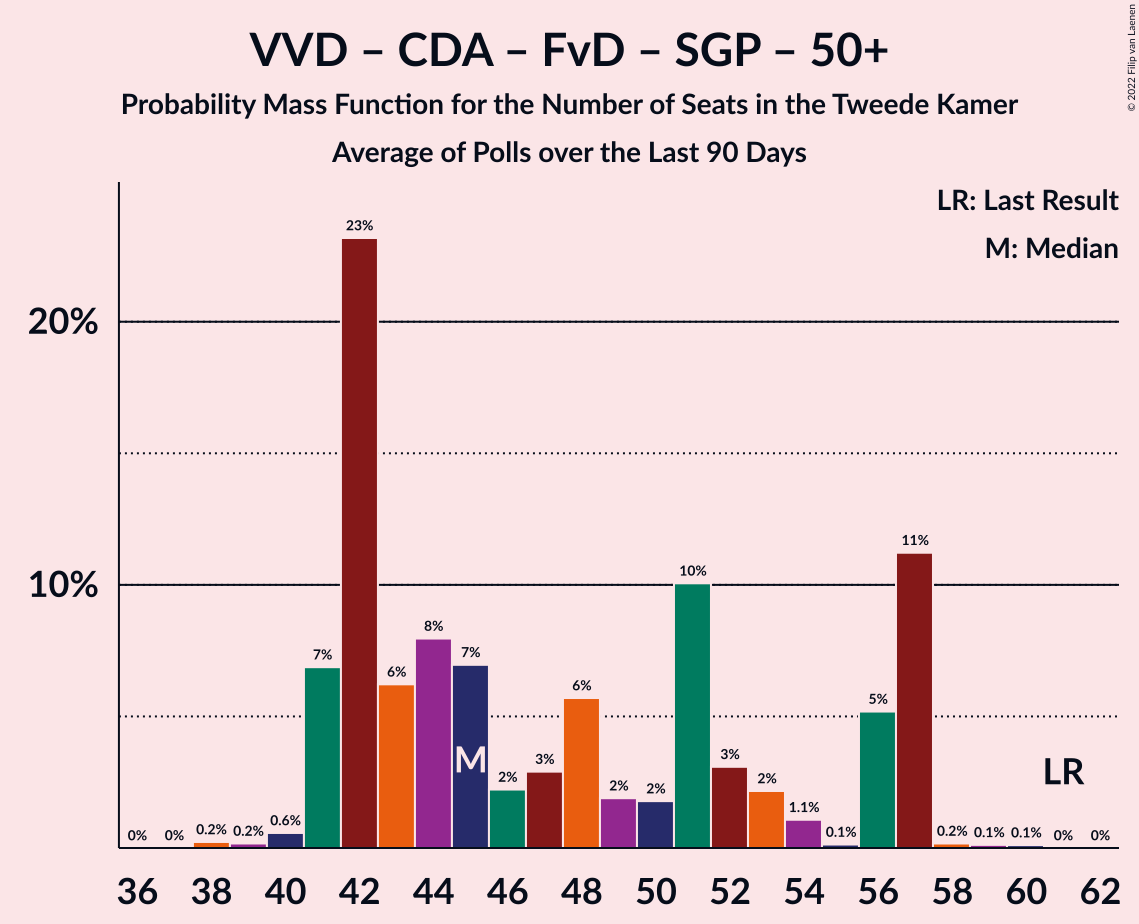 VVD – CDA – FvD – SGP – 50+
Probability Mass Function for the Number of Seats in the Tweede Kamer
Average of Polls over the Last 90 Days
© 2022 Filip van Laenen
LR: Last Result
M: Median
20%
10%
0% 0% 0.2% 0.2% 0.6% 7% 23% 6% 8% 7% 2% 3% 6% 2% 2% 10% 3% 2% 1.1% 0.1% 5% 11% 0.2% 0.1% 0.1% 0% 0%
M
LR
36 38 40 42 44 46 48 50 52 54 56 58 60 62